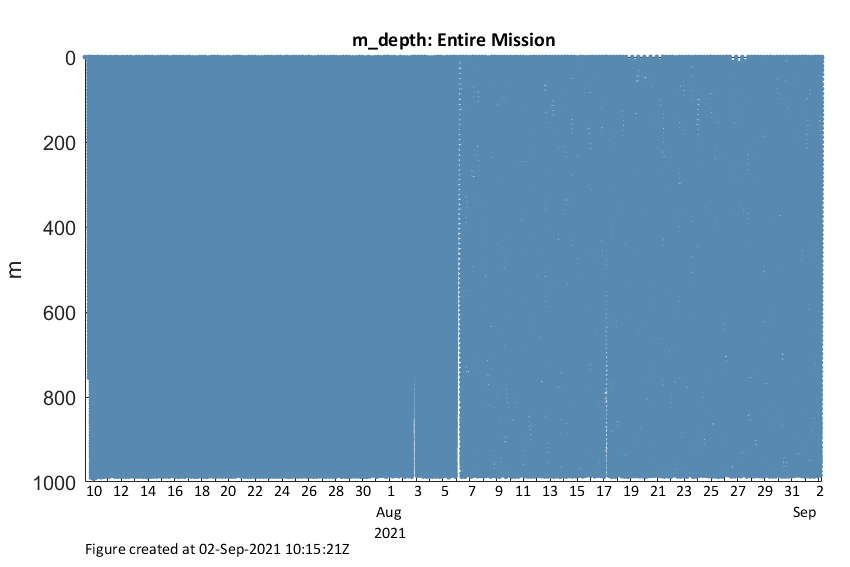 m_depth: Entire Mission
0
200
400
600
800
1000
m
10 12 14 16 18 20 22 24 26 28 30 1 3 5 7 9 11 13 15 17 19 21 23 25 27 29 31 2
Aug Sep
2021
Figure created at 02-Sep-2021 10:15:21Z